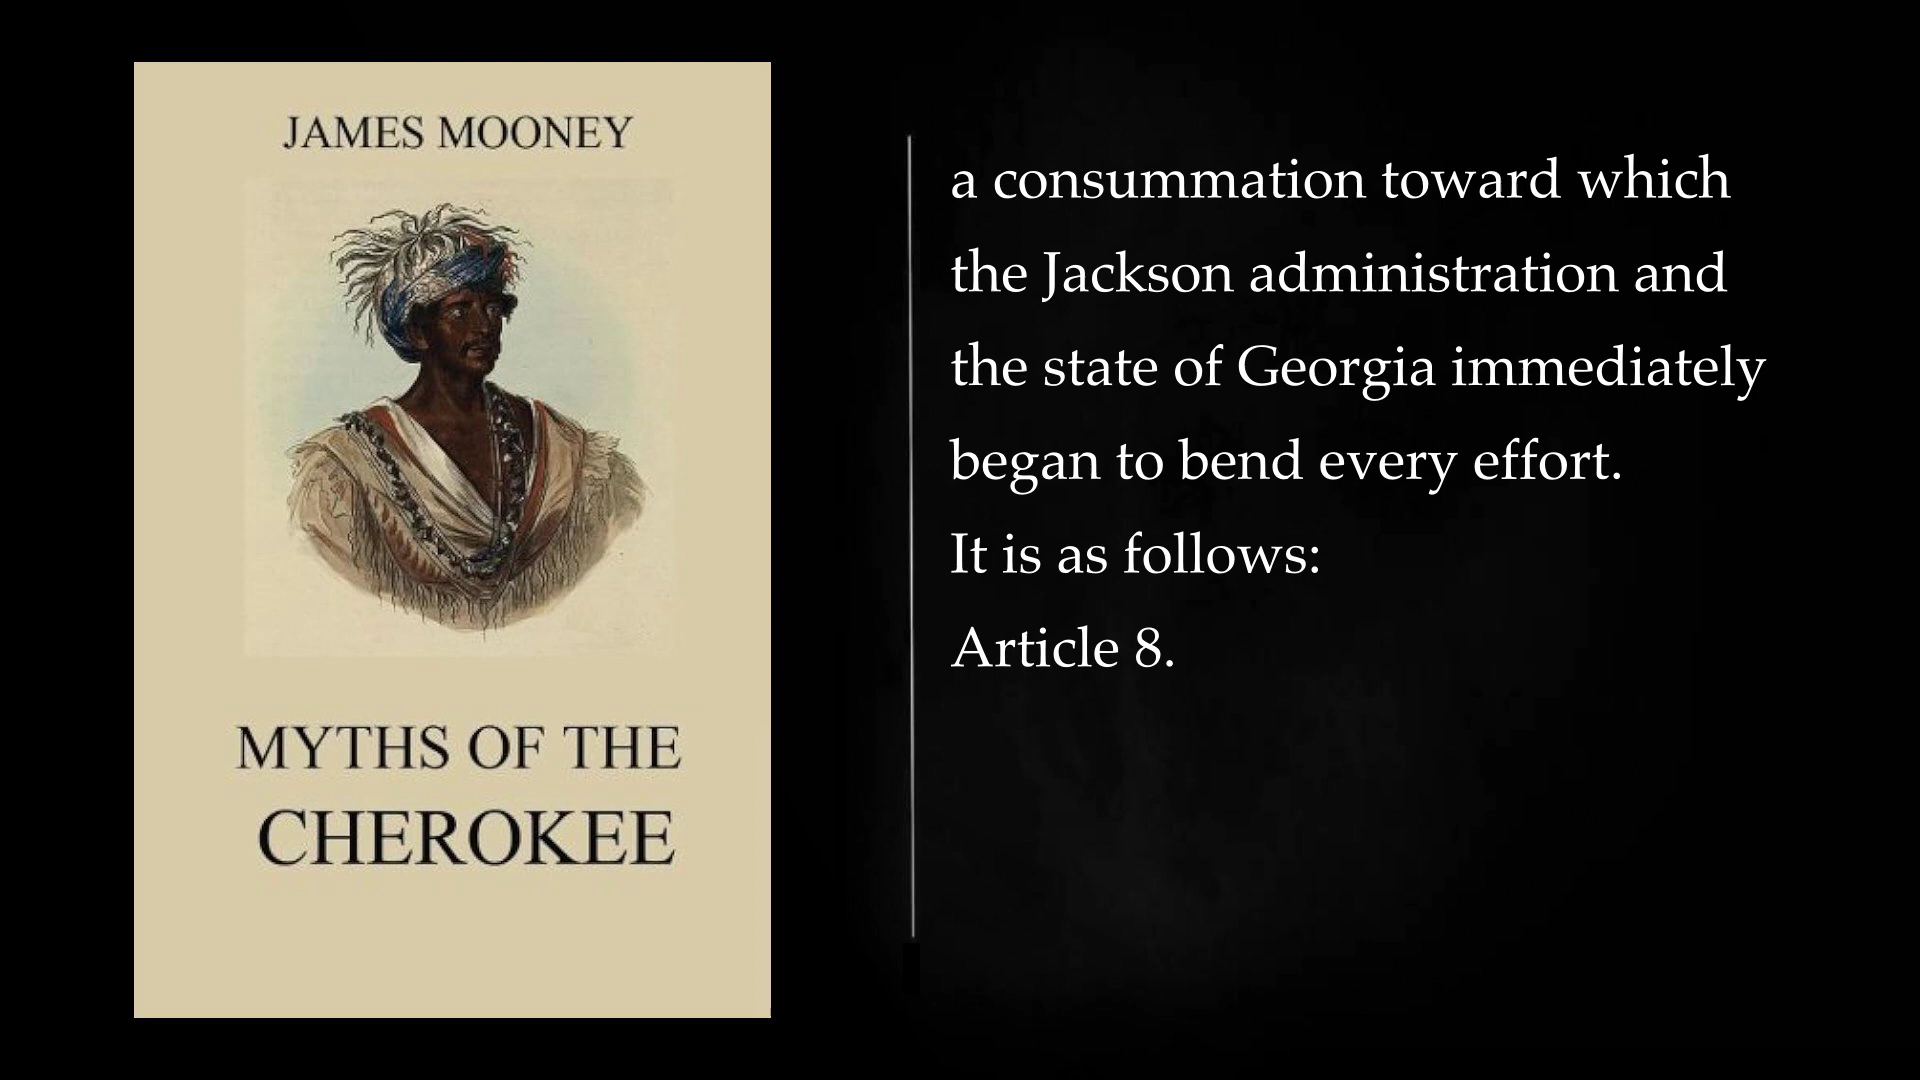 JAMES MOONEY
MYTHS OF THE
CHEROKEE
a consummation toward which
the Jackson administration and
the state of Georgia immediately
began to bend every effort.
It is as follows:
Article 8.